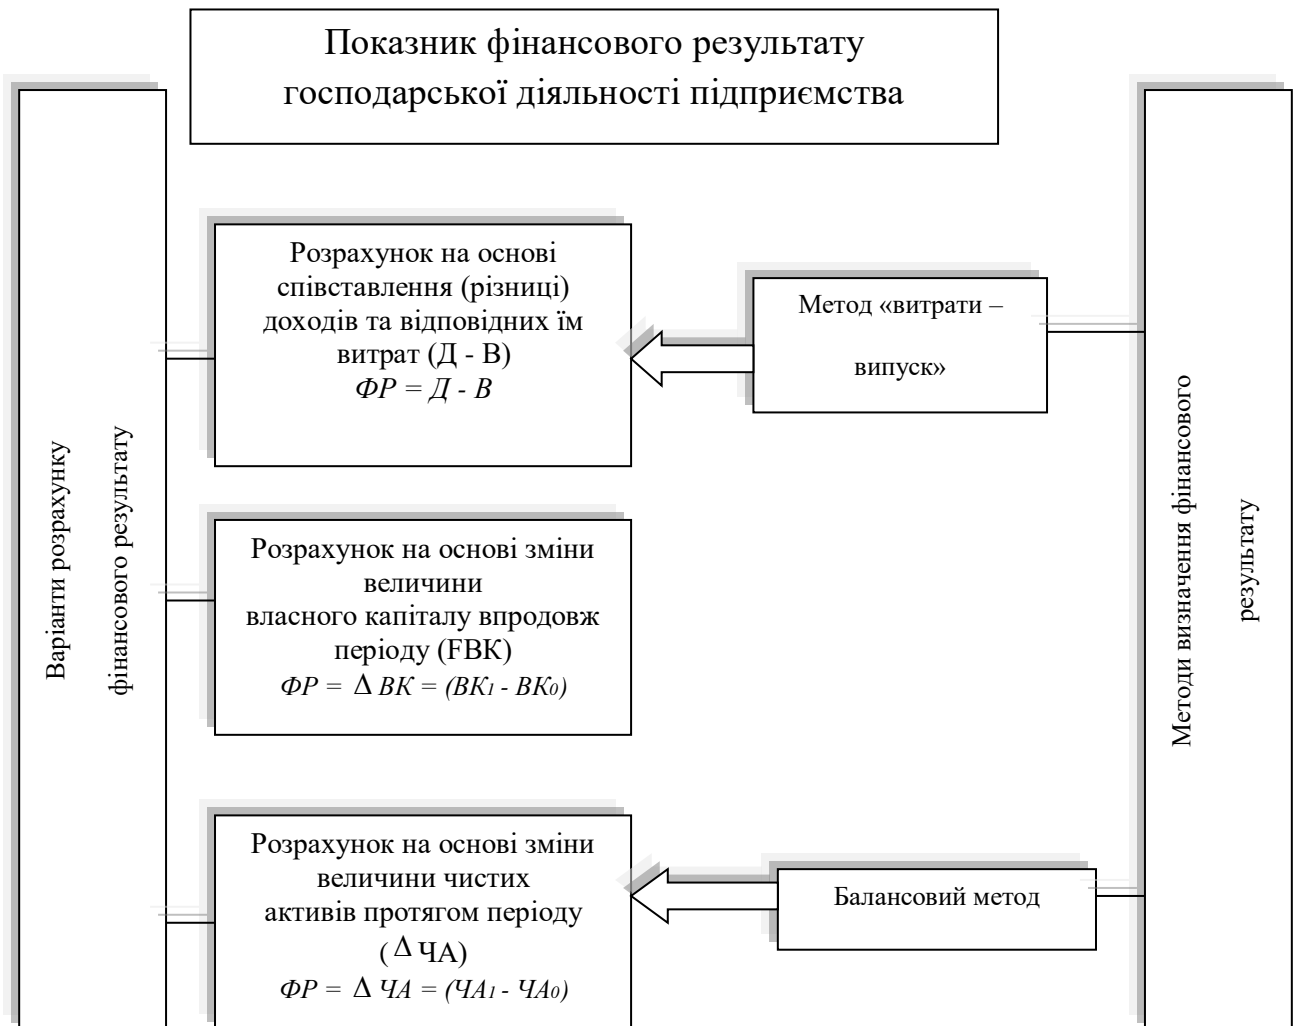 Показник фінансового результату
господарської діяльності підприємства
Варіанти розрахунку
фінансового результату
Розрахунок на основі
співставлення (різниці)
доходів та відповідних їм
витрат (Д - В)
ФР = Д - В
Метод «витрати –
випуск»
Розрахунок на основі зміни
величини
власного капіталу впродовж
періоду (FВК)
ФР = Δ ВК = (ВК1 - ВК0)
Розрахунок на основі зміни
величини чистих
активів протягом періоду
( Δ ЧА)
ФР = Δ ЧА = (ЧА1 - ЧА0)
Балансовий метод
Методи визначення фінансового
результату